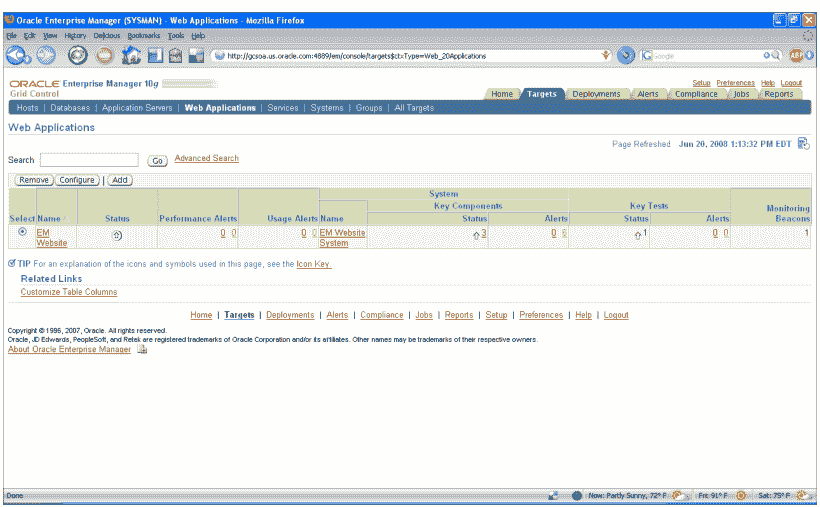 Oracle Enterprise Manager (SYSMAN) - Web Applications - Mozilla Firefox
File Edit View History Delicious Bookmarks Tools Help
http://gcsoa.us.oracle.com:4889/em/console/targets$ctxType=Web_20Applications
Google
ABP
ORACLE Enterprise Manager 10g
Grid Control
Setup Preferences Help Logout
Home Targets Deployments Alerts Compliance Jobs Reports
Hosts | Databases | Application Servers | Web Applications | Services | Systems | Groups | All Targets
Web Applications
Page Refreshed Jun 20, 2008 1:13:32 PM EDT
Search Go Advanced Search
Remove Configure | Add
System
Key Components Key Tests
Select Name Status Performance Alerts Usage Alerts Name Status Alerts Status Alerts Monitoring Beacons
EM Website 0 0 0 0 EM Website System 3 0 6 1 0 0 1
TIP For an explanation of the icons and symbols used in this page, see the Icon Key.
Related Links
Customize Table Columns
Home | Targets | Deployments | Alerts | Compliance | Jobs | Reports | Setup | Preferences | Help | Logout
Copyright © 1996, 2007, Oracle. All rights reserved.
Oracle, JD Edwards, PeopleSoft, and Retek are registered trademarks of Oracle Corporation and/or its affiliates. Other names may be trademarks of their respective owners.
About Oracle Enterprise Manager
Done
Now: Partly Sunny, 72° F Fri: 91° F Sat: 75° F